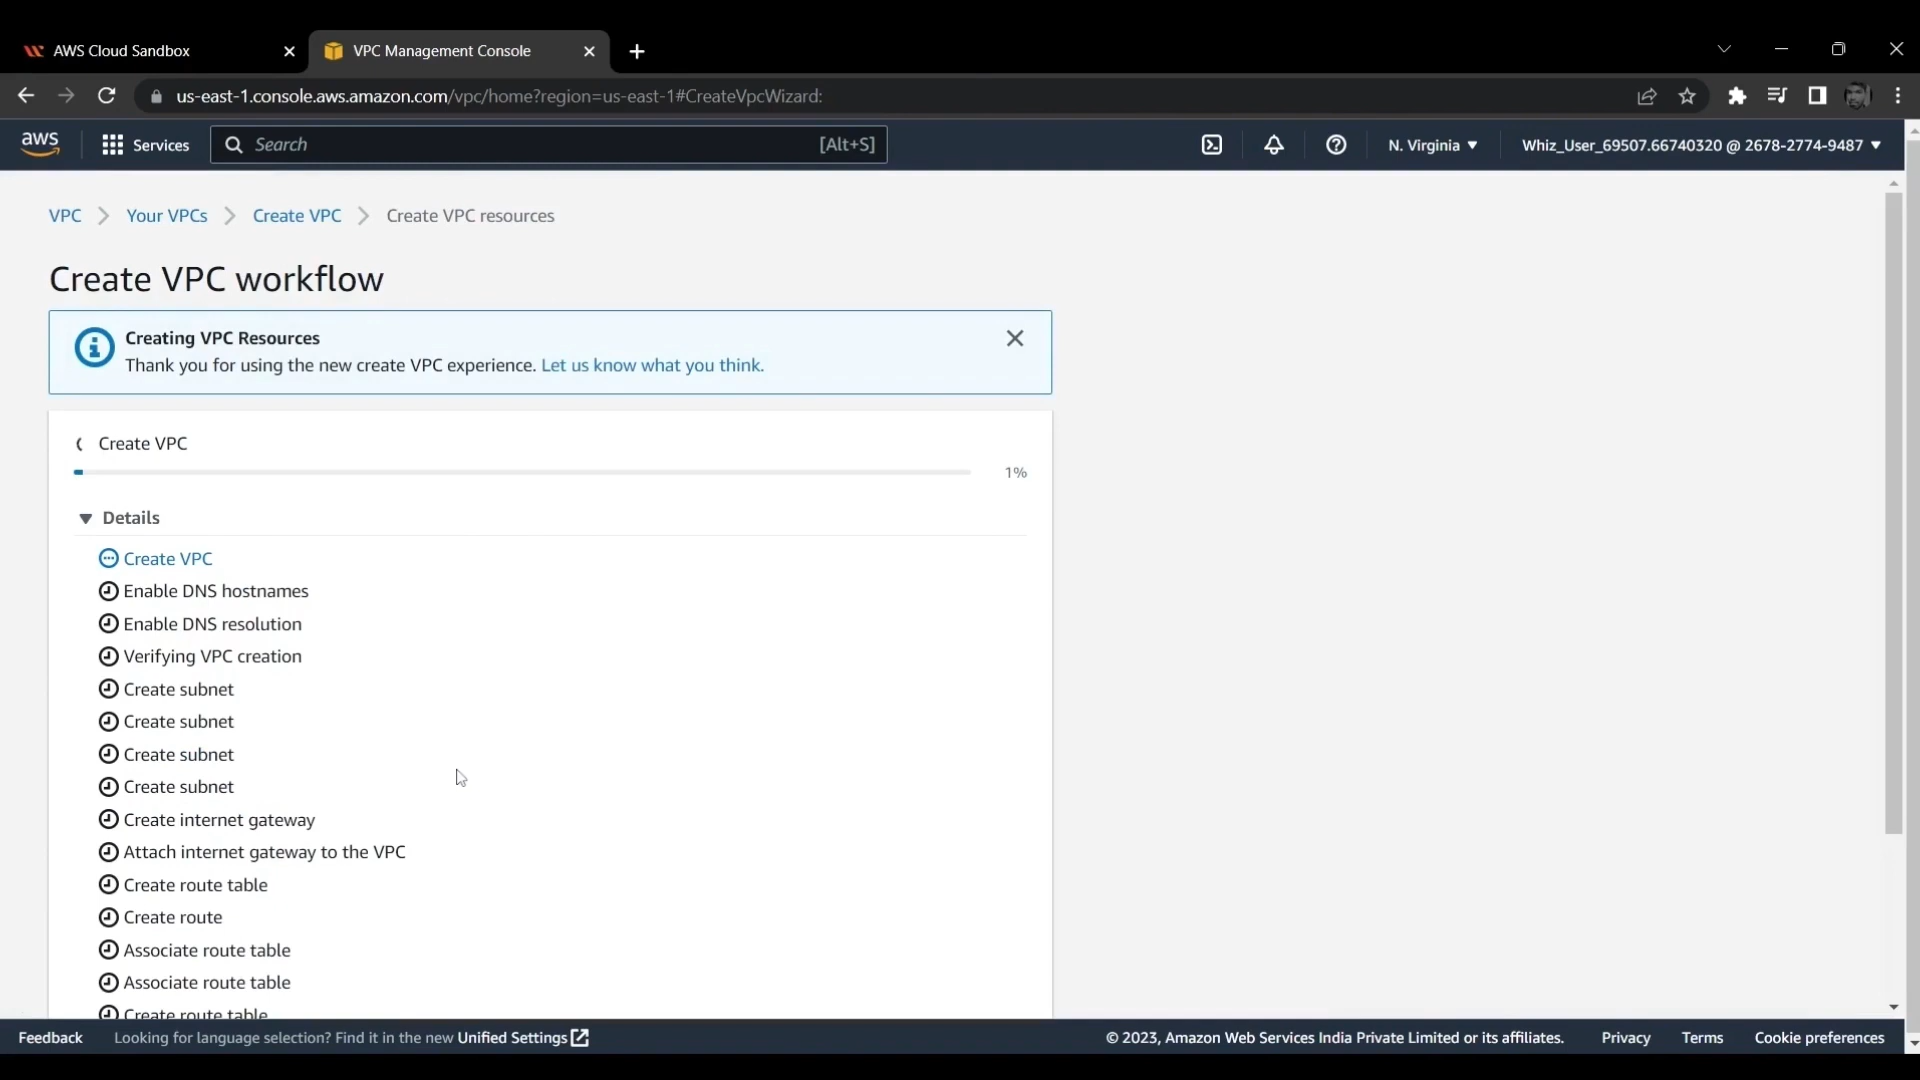 AWS Cloud Sandbox
VPC Management Console
us-east-1.console.aws.amazon.com/vpc/home?region=us-east-1#CreateVpcWizard:
aws
Services
Search
[Alt+S]
N. Virginia
Whiz_User_69507.66740320 @ 2678-2774-9487
VPC
Your VPCs
Create VPC
Create VPC resources
Create VPC workflow
Creating VPC Resources
Thank you for using the new create VPC experience. Let us know what you think.
Create VPC
1%
Details
Create VPC
Enable DNS hostnames
Enable DNS resolution
Verifying VPC creation
Create subnet
Create subnet
Create subnet
Create subnet
Create internet gateway
Attach internet gateway to the VPC
Create route table
Create route
Associate route table
Associate route table
Create route table
Feedback
Looking for language selection? Find it in the new Unified Settings
© 2023, Amazon Web Services India Private Limited or its affiliates.
Privacy
Terms
Cookie preferences